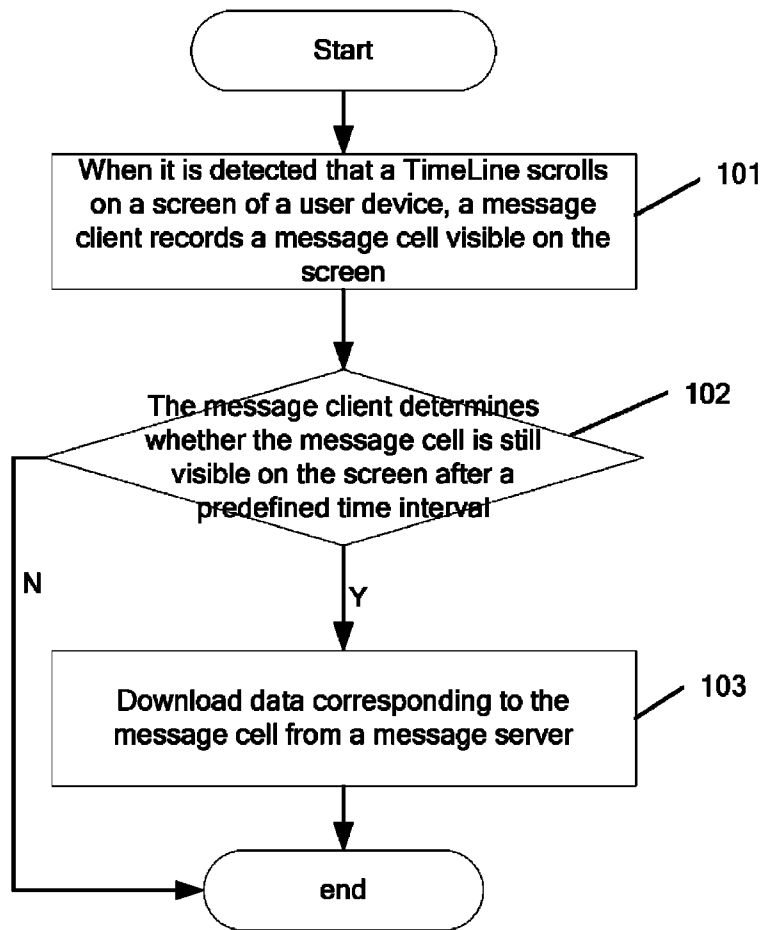 Start
When it is detected that a TimeLine scrolls
on a screen of a user device, a message
client records a message cell visible on the
screen
101
The message client determines
whether the message cell is still
visible on the screen after a
predefined time interval
102
N
Y
Download data corresponding to the
message cell from a message server
103
end